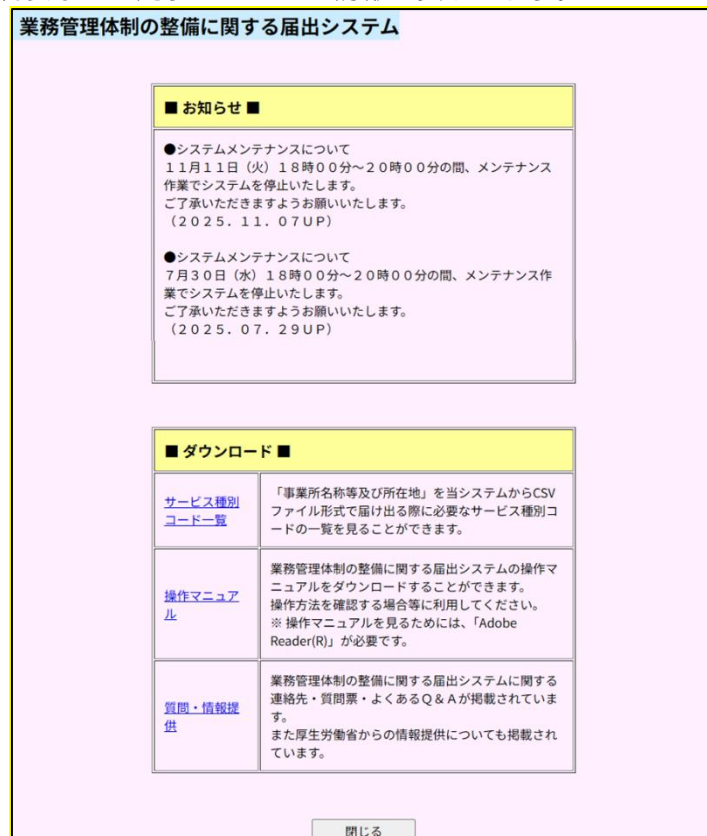 業務管理体制の整備に関する届出システム
■ お知らせ ■
●システムメンテナンスについて
１１月１１日（火）１８時００分～２０時００分の間、メンテナンス
作業でシステムを停止いたします。
ご了承いただきますようお願いいたします。
（２０２５．１１．０７ＵＰ）
●システムメンテナンスについて
７月３０日（水）１８時００分～２０時００分の間、メンテナンス作
業でシステムを停止いたします。
ご了承いただきますようお願いいたします。
（２０２５．０７．２９ＵＰ）
■ ダウンロード ■
サービス種別
コード一覧
「事業所名称等及び所在地」を当システムからCSV
ファイル形式で届け出る際に必要なサービス種別コ
ードの一覧を見ることができます。
操作マニュア
ル
業務管理体制の整備に関する届出システムの操作マ
ニュアルをダウンロードすることができます。
操作方法を確認する場合等に利用してください。
※ 操作マニュアルを見るためには、「Adobe
Reader(R)」が必要です。
質問・情報提
供
業務管理体制の整備に関する届出システムに関する
連絡先・質問票・よくあるＱ＆Ａが掲載されていま
す。
また厚生労働省からの情報提供についても掲載され
ています。
閉じる